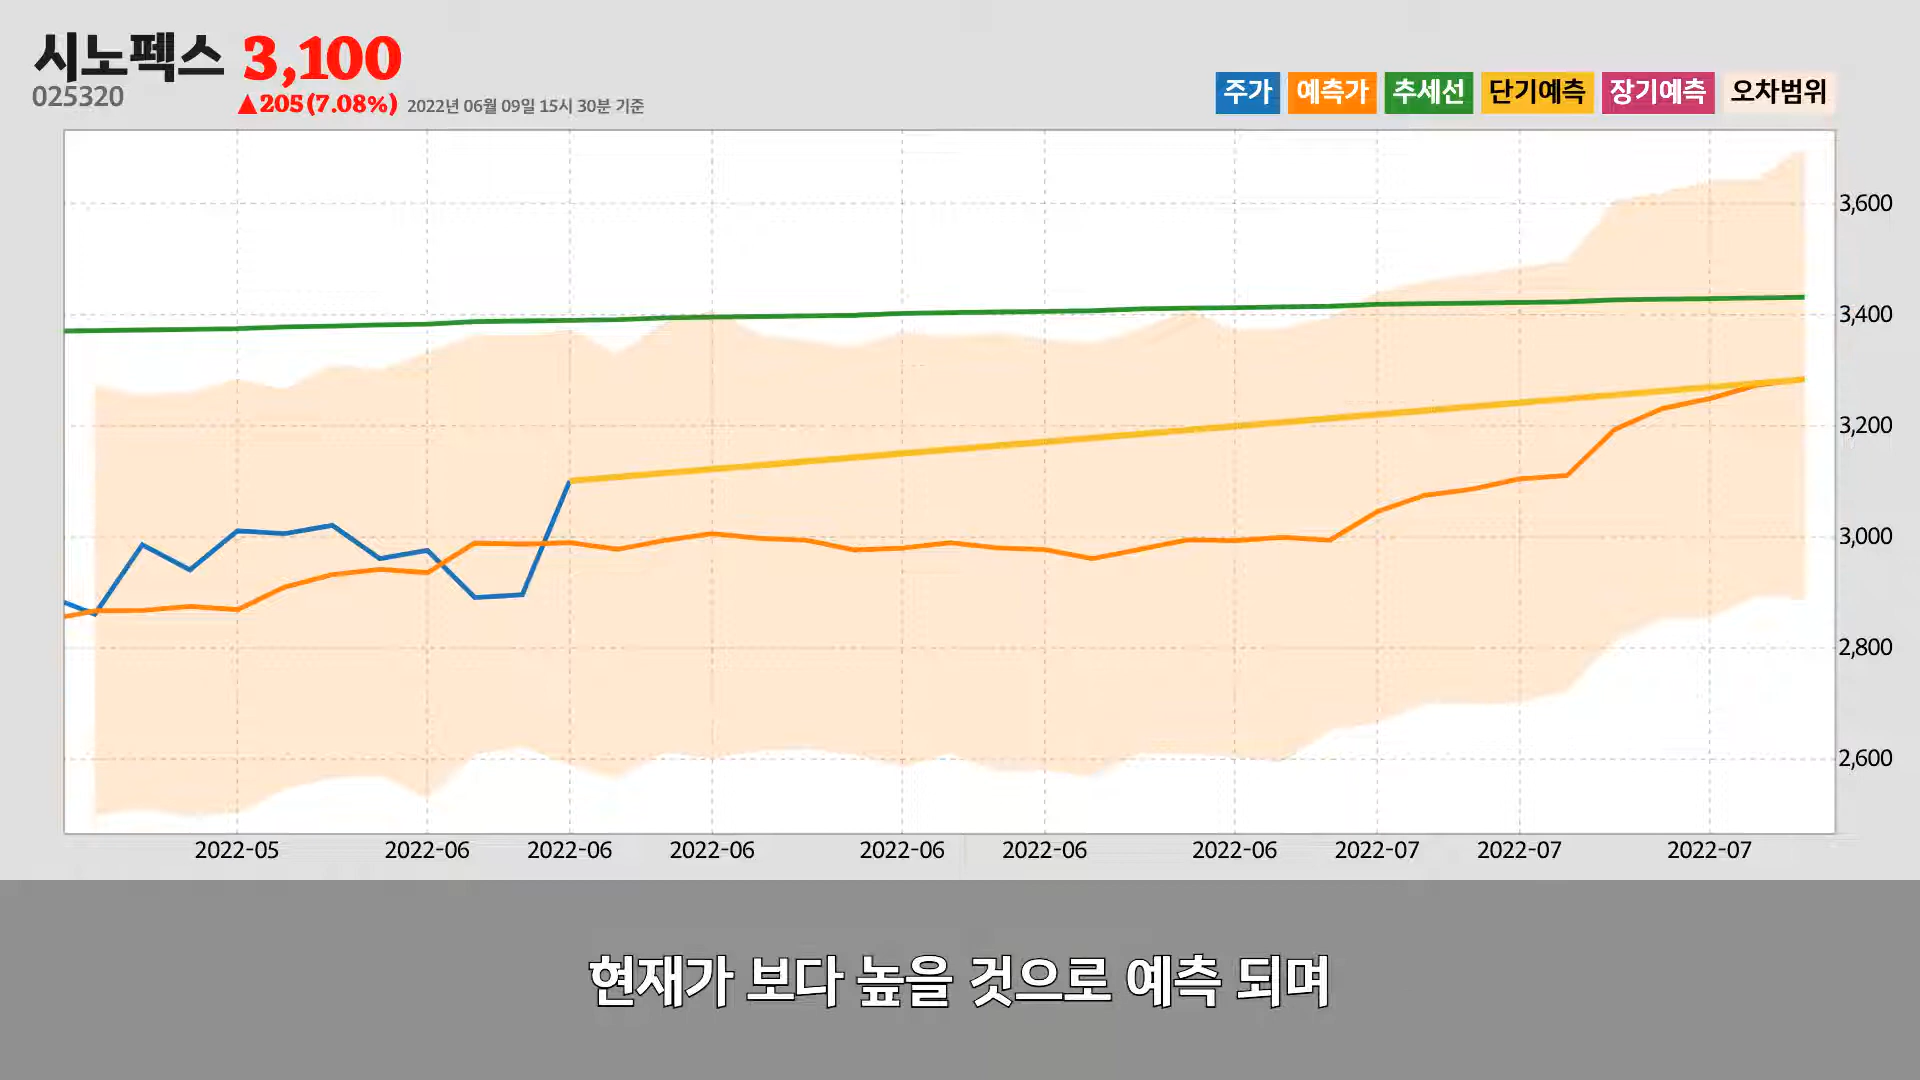 시노펙스 3,100
025320
▲205(7.08%) 2022년 06월 09일 15시 30분 기준
주가 예측가 추세선 단기예측 장기예측 오차범위
3,600
3,400
3,200
3,000
2,800
2,600
2022-05 2022-06 2022-06 2022-06 2022-06 2022-06 2022-06 2022-07 2022-07 2022-07
현재가 보다 높을 것으로 예측 되며